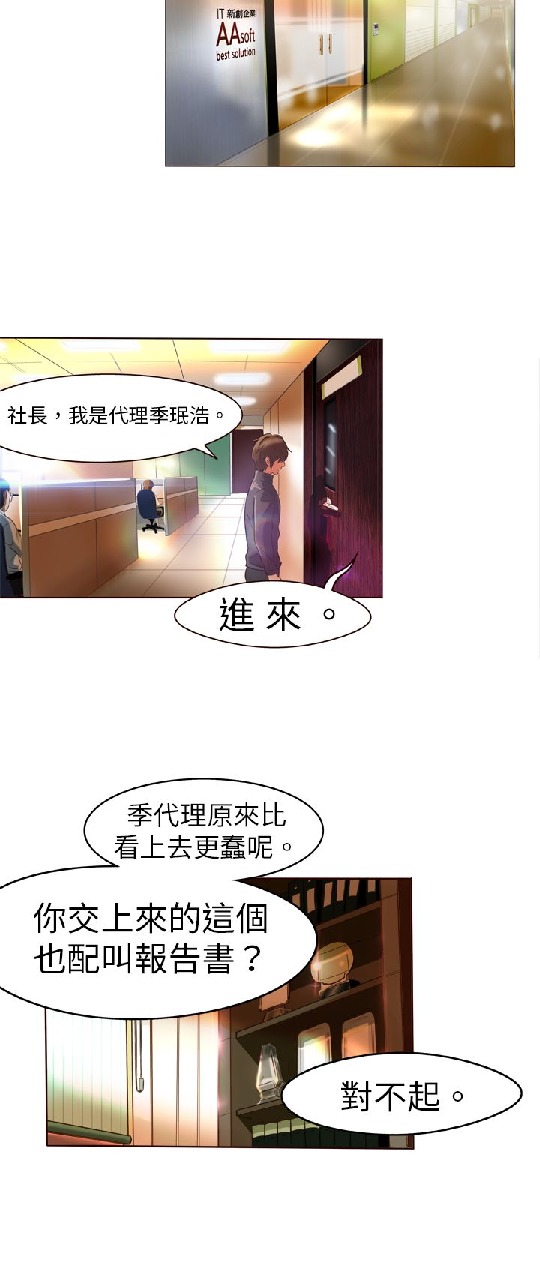 IT 新創企業
AAsoft
best solution
社長，我是代理季珉浩。
進來。
季代理原來比
看上去更蠢呢。
你交上來的這個
也配叫報告書？
對不起。